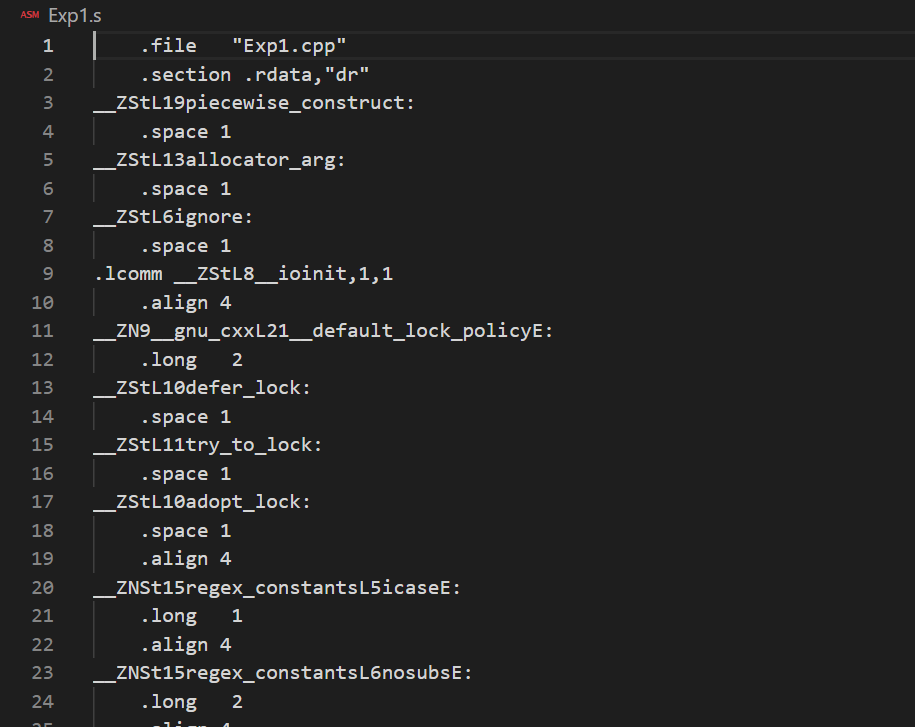 ASM Exp1.s
1 .file "Exp1.cpp"
2 .section .rdata,"dr"
3 __ZStL19piecewise_construct:
4 .space 1
5 __ZStL13allocator_arg:
6 .space 1
7 __ZStL6ignore:
8 .space 1
9 .lcomm __ZStL8__ioinit,1,1
10 .align 4
11 __ZN9__gnu_cxxL21__default_lock_policyE:
12 .long 2
13 __ZStL10defer_lock:
14 .space 1
15 __ZStL11try_to_lock:
16 .space 1
17 __ZStL10adopt_lock:
18 .space 1
19 .align 4
20 __ZNSt15regex_constantsL5icaseE:
21 .long 1
22 .align 4
23 __ZNSt15regex_constantsL6nosubsE:
24 .long 2